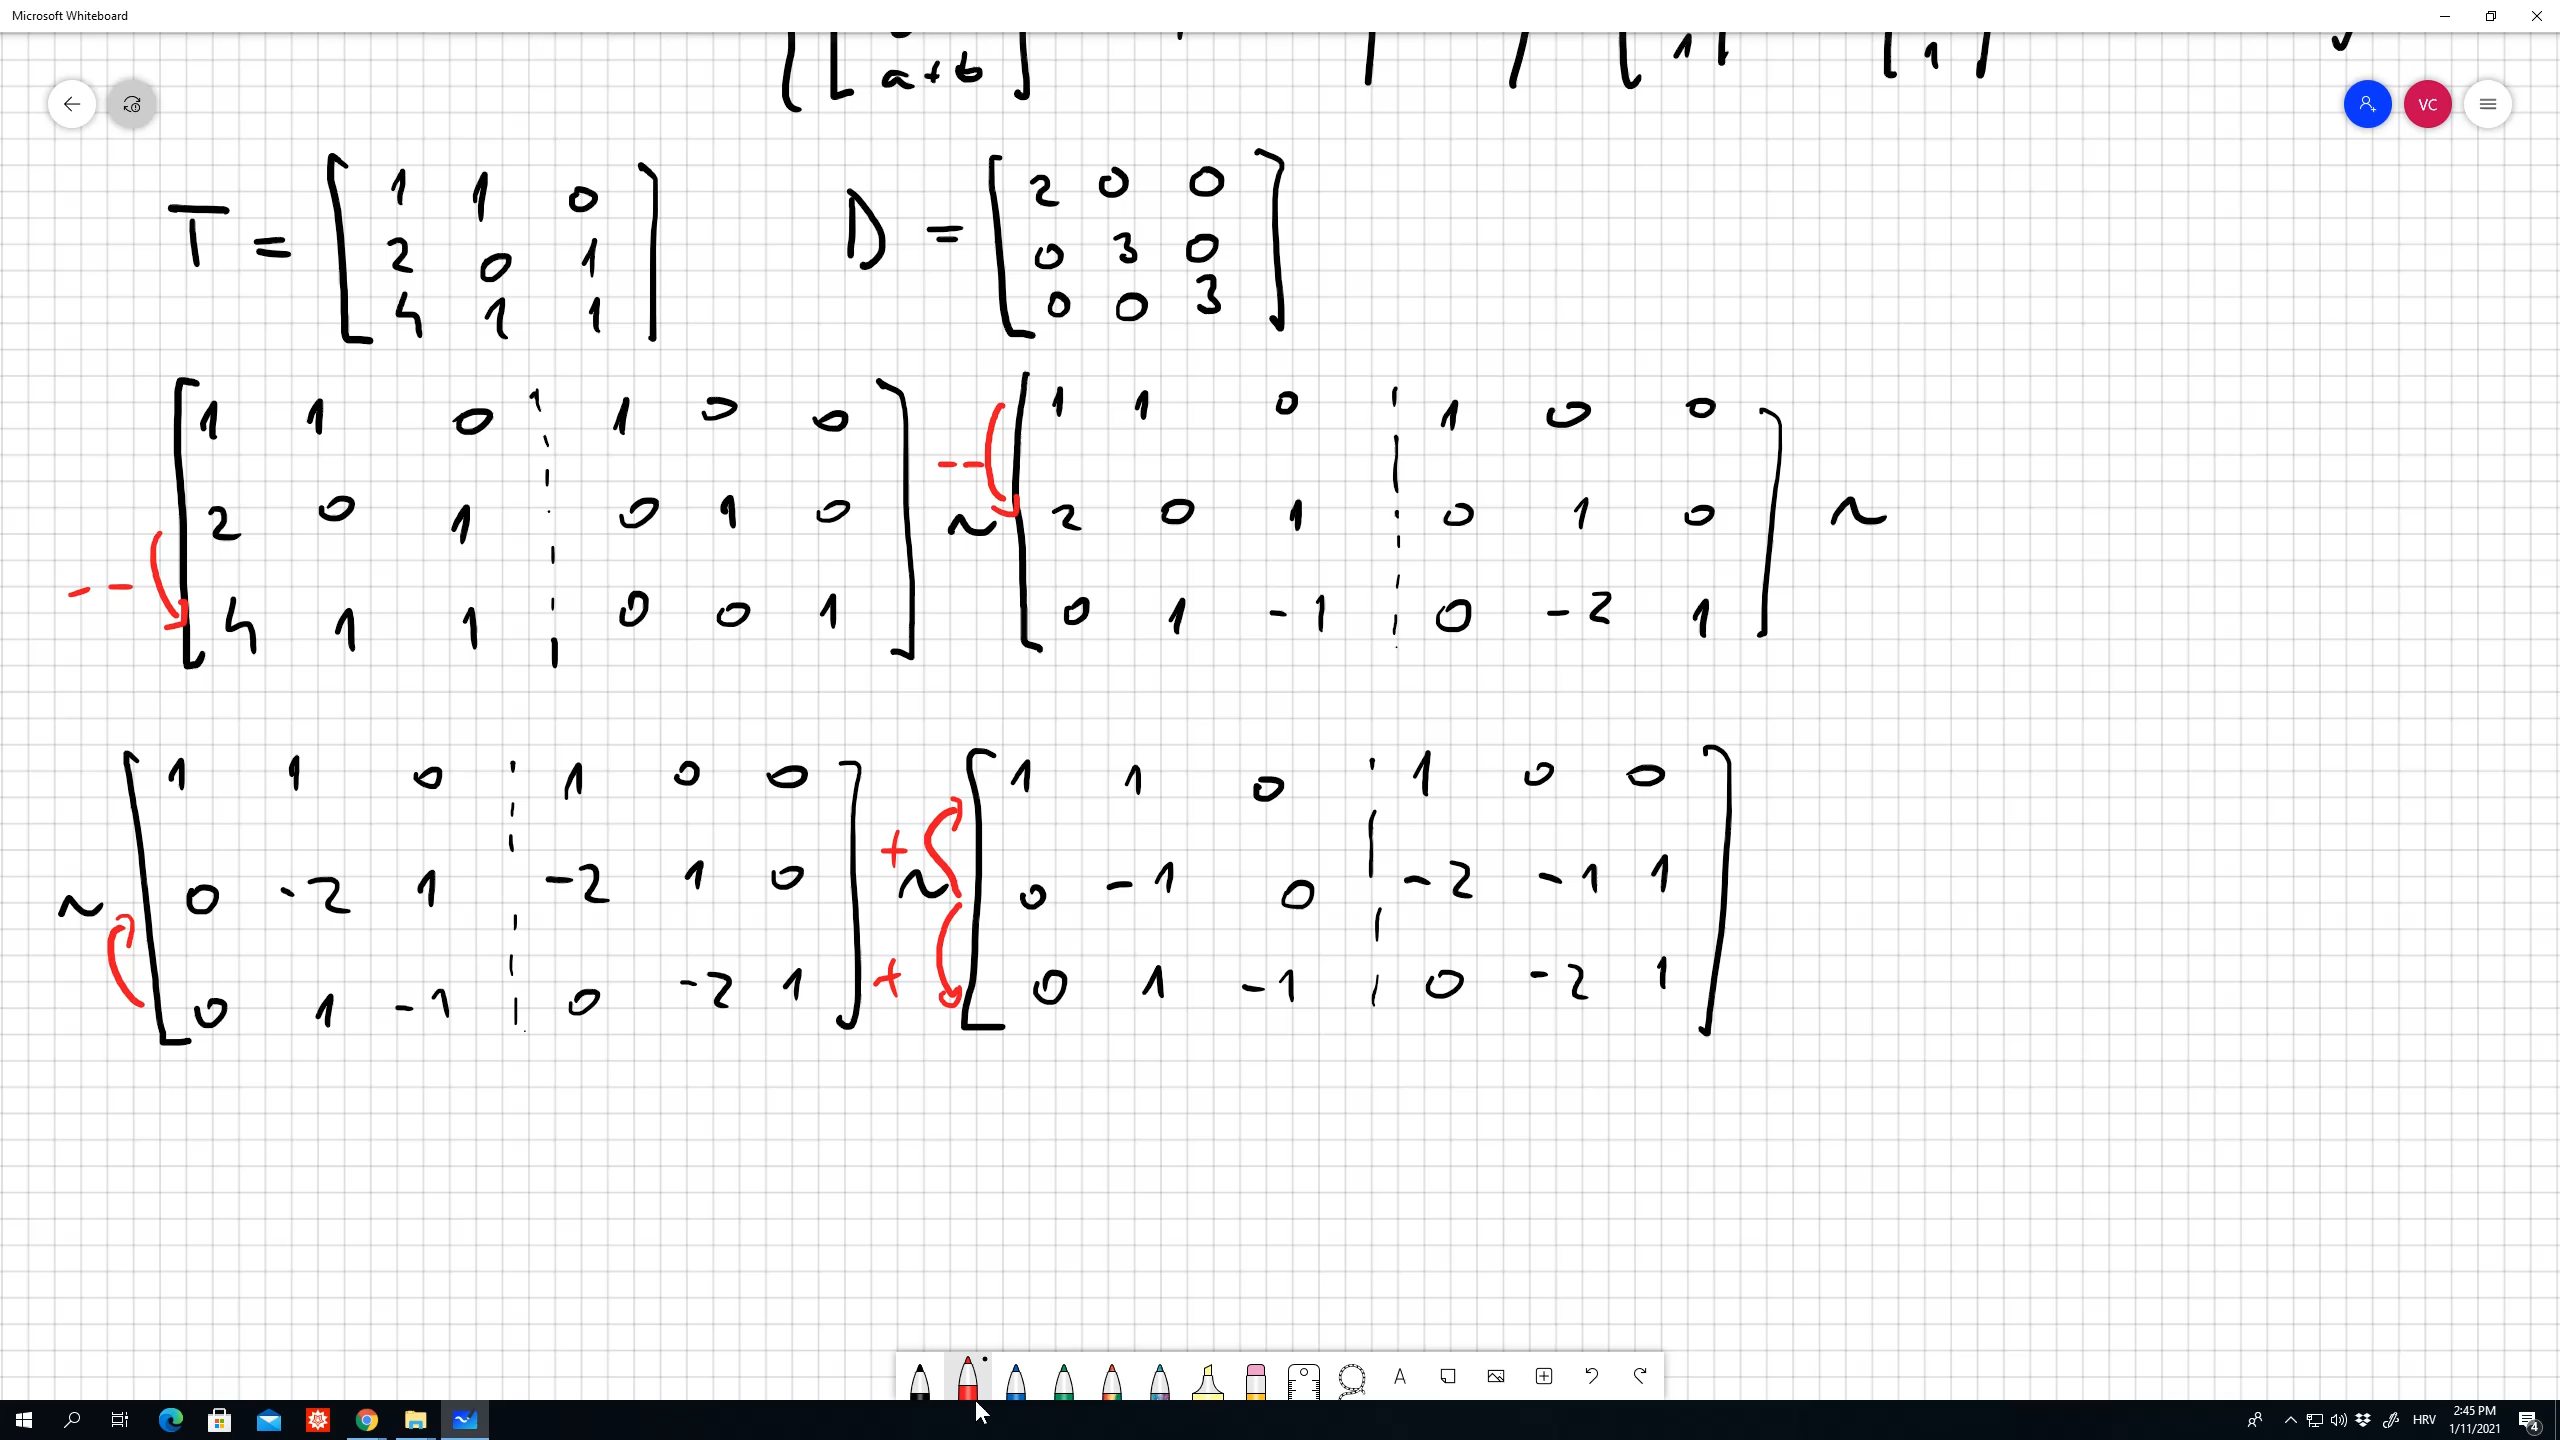 Microsoft Whiteboard
a + b 1 1
VC
T = [ 1 1 0 D = [ 2 0 0
2 0 1 0 3 0
4 1 1 ] 0 0 3 ]
[ 1 1 0 ¦ 1 0 0 [ 1 1 0 ¦ 1 0 0
2 0 1 ¦ 0 1 0 ~ 2 0 1 ¦ 0 1 0 ~
-- 4 1 1 ¦ 0 0 1 ] -- 0 1 -1 ¦ 0 -2 1 ]
[ 1 1 0 ¦ 1 0 0 [ 1 1 0 ¦ 1 0 0
~ 0 -2 1 ¦ -2 1 0 + ~ 0 -1 0 ¦ -2 -1 1
0 1 -1 ¦ 0 -2 1 ] + 0 1 -1 ¦ 0 -2 1 ]
A
HRV
2:45 PM
1/11/2021
4